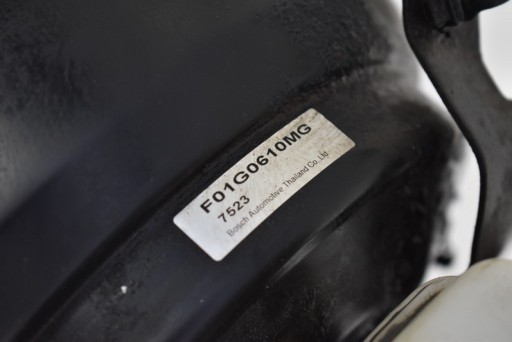 F01G0610MG
7523
Bosch Automotive Thailand Co.,Ltd.